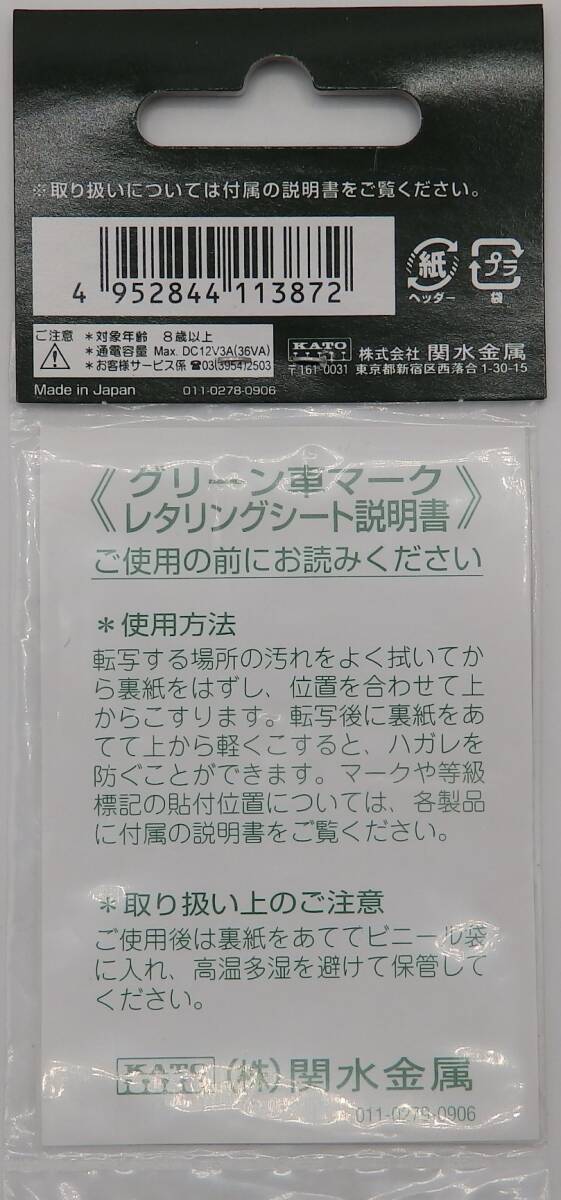 ※取り扱いについては付属の説明書をご覧ください。
4 952844 113872
紙
ヘッダー
プラ
袋
ご注意
*対象年齢 8歳以上
*通電容量 Max. DC12V3A(36VA)
*お客様サービス係 ☎03(3954)2503
KATO
株式会社 関水金属
〒161-0031 東京都新宿区西落合1-30-15
Made in Japan
011-0278-0906
《グリーン車マーク
レタリングシート説明書》
ご使用の前にお読みください
*使用方法
転写する場所の汚れをよく拭いてか
ら裏紙をはずし、位置を合わせて上
からこすります。転写後に裏紙をあ
てて上から軽くこすると、ハガレを
防ぐことができます。マークや等級
標記の貼付位置については、各製品
に付属の説明書をご覧ください。
*取り扱い上のご注意
ご使用後は裏紙をあててビニール袋
に入れ、高温多湿を避けて保管して
ください。
KATO (株)関水金属
011-0278-0906